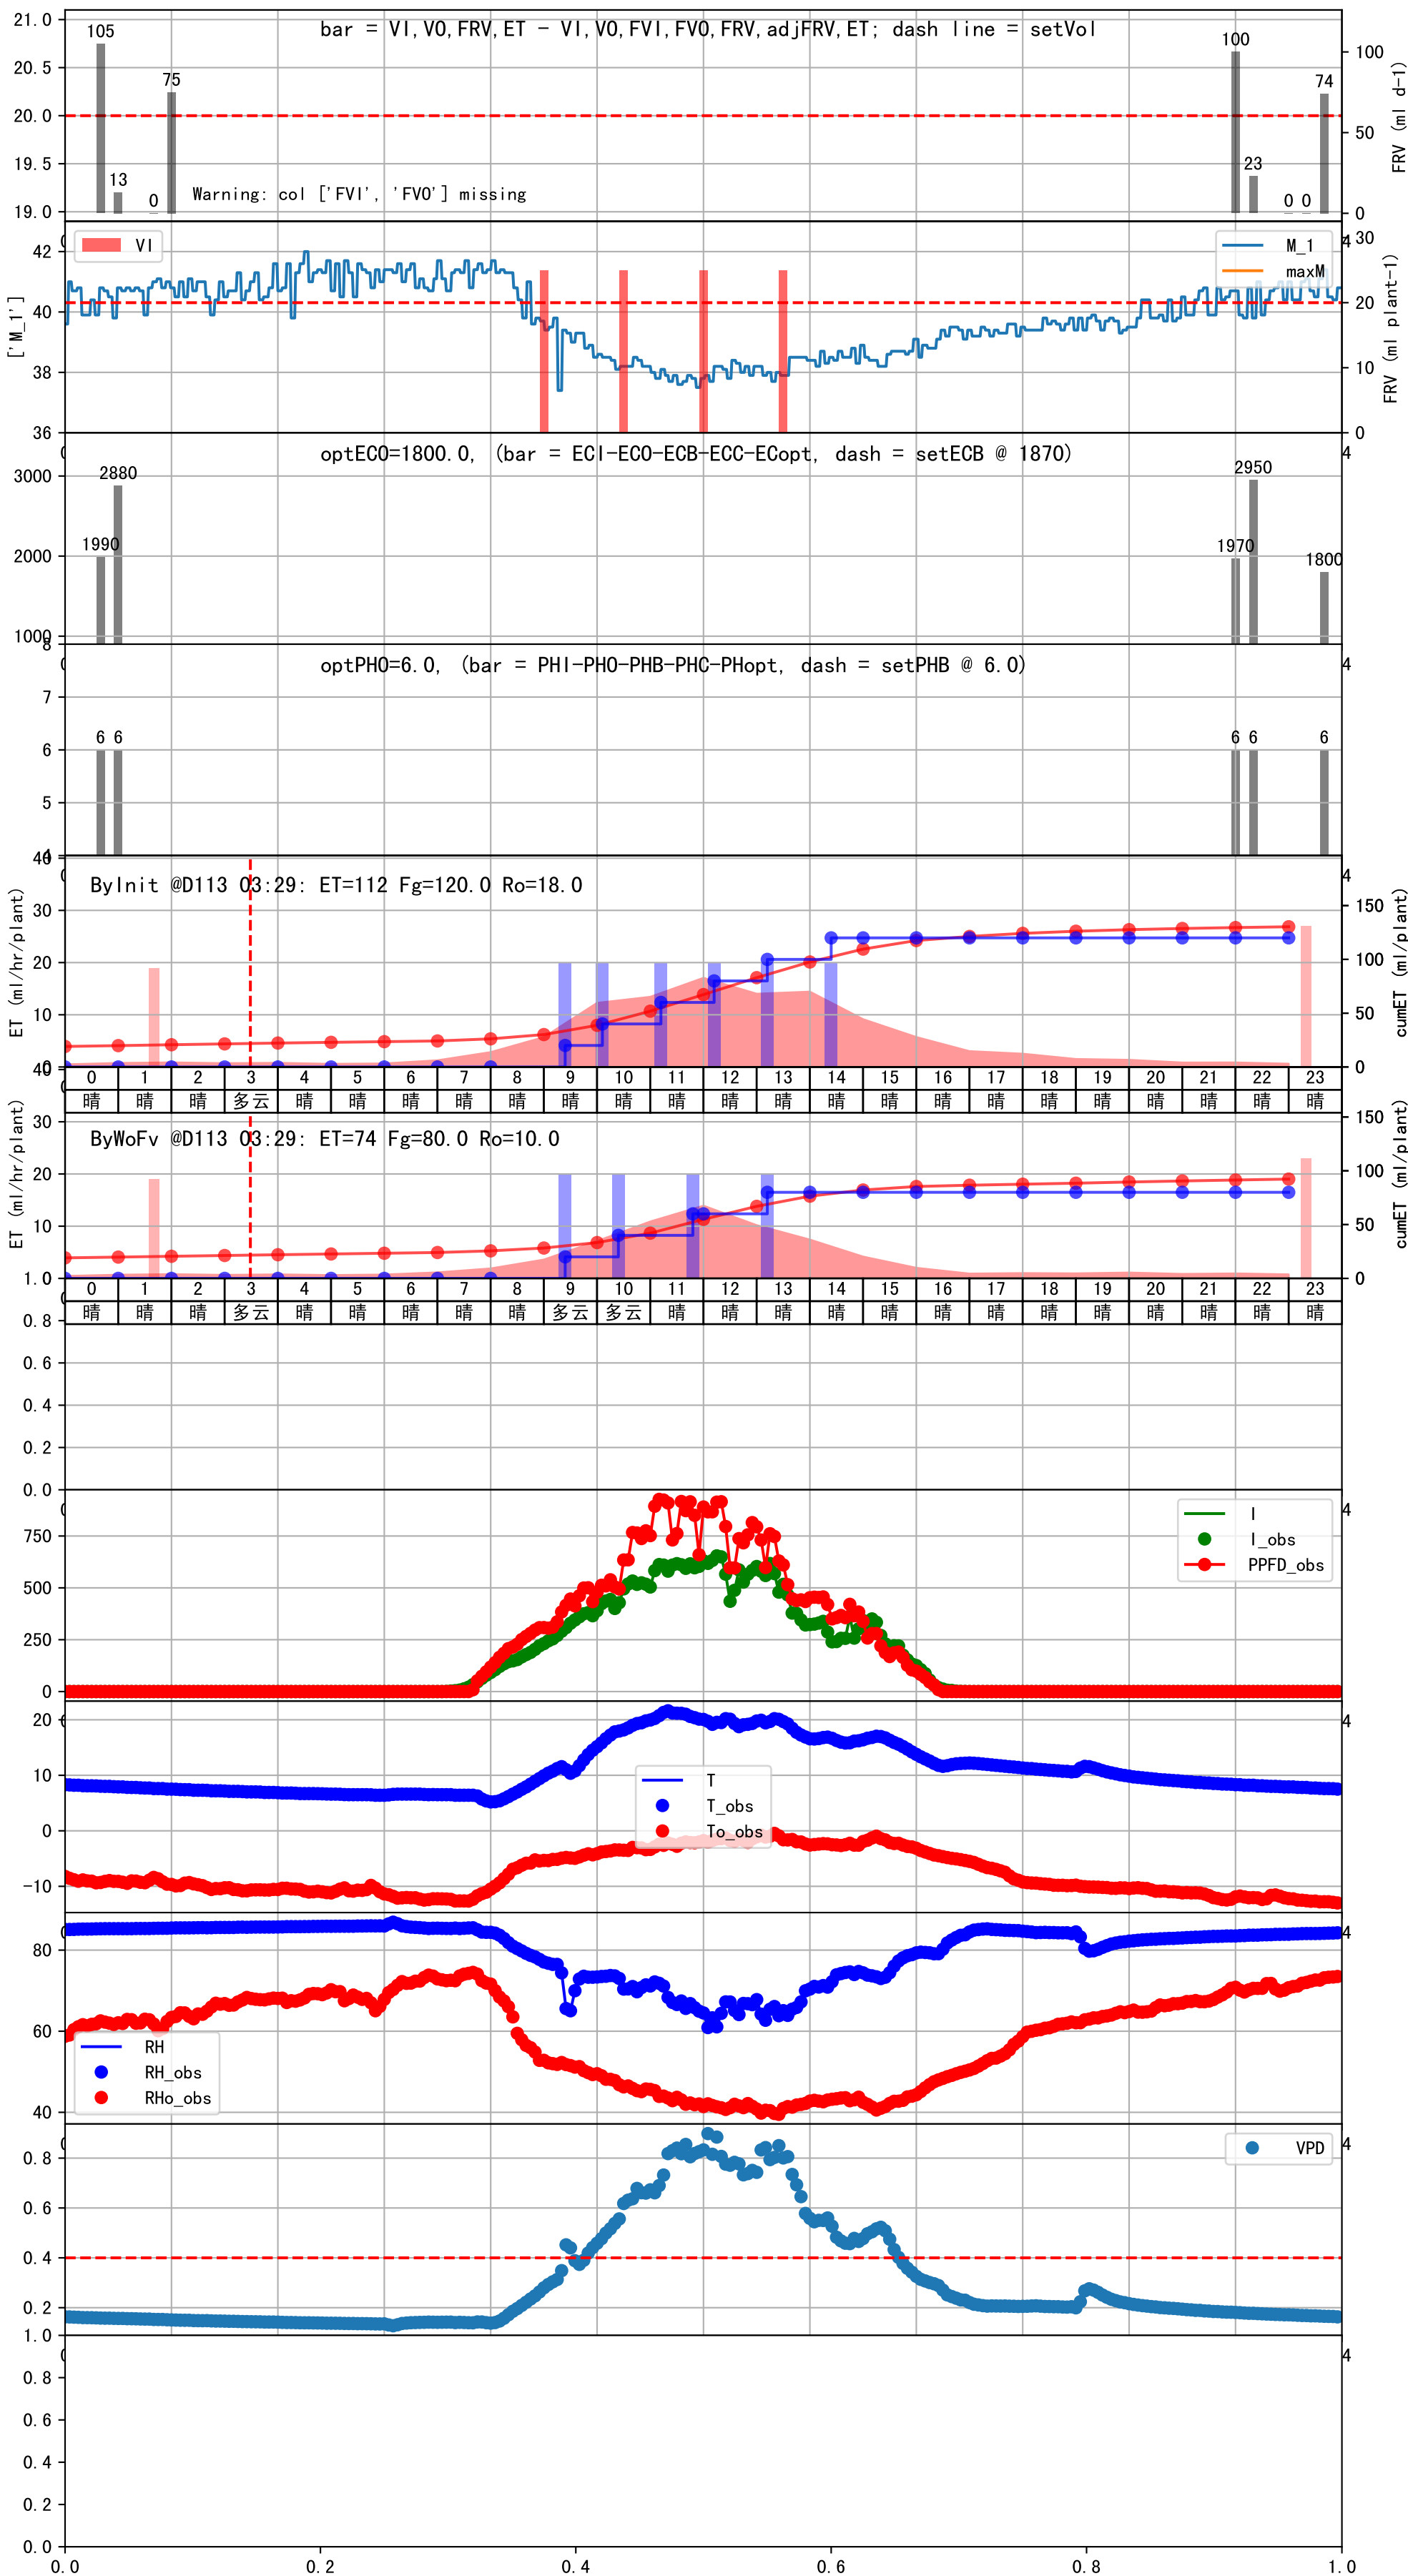 bar = VI,VO,FRV,ET - VI,VO,FVI,FVO,FRV,adjFRV,ET; dash line = setVol
21.0
20.5
20.0
19.5
19.0
105
13
0
75
100
23
0 0
74
Warning: col ['FVI', 'FVO'] missing
100
50
0
FRV (ml d-1)
VI
M_1
maxM
42
40
38
36
['M_1']
30
20
10
0
FRV (ml plant-1)
optECO=1800.0, (bar = ECI-ECO-ECB-ECC-ECopt, dash = setECB @ 1870)
3000
2000
1000
1990
2880
1970
2950
1800
4
optPHO=6.0, (bar = PHI-PHO-PHB-PHC-PHopt, dash = setPHB @ 6.0)
8
7
6
5
4
6 6
6 6
6
4
ByInit @D113 03:29: ET=112 Fg=120.0 Ro=18.0
40
30
20
10
0
ET (ml/hr/plant)
150
100
50
0
cumET (ml/plant)
4
0 1 2 3 4 5 6 7 8 9 10 11 12 13 14 15 16 17 18 19 20 21 22 23
晴 晴 晴 多云 晴 晴 晴 晴 晴 晴 晴 晴 晴 晴 晴 晴 晴 晴 晴 晴 晴 晴 晴 晴
ByWoFv @D113 03:29: ET=74 Fg=80.0 Ro=10.0
40
30
20
10
ET (ml/hr/plant)
150
100
50
0
cumET (ml/plant)
0 1 2 3 4 5 6 7 8 9 10 11 12 13 14 15 16 17 18 19 20 21 22 23
晴 晴 晴 多云 晴 晴 晴 晴 晴 多云 多云 晴 晴 晴 晴 晴 晴 晴 晴 晴 晴 晴 晴 晴
1.0
0.8
0.6
0.4
0.2
0.0
I
I_obs
PPFD_obs
750
500
250
0
4
T
T_obs
To_obs
20
10
0
-10
4
RH
RH_obs
RHo_obs
80
60
40
4
VPD
0.8
0.6
0.4
0.2
4
1.0
0.8
0.6
0.4
0.2
0.0
4
0.0 0.2 0.4 0.6 0.8 1.0